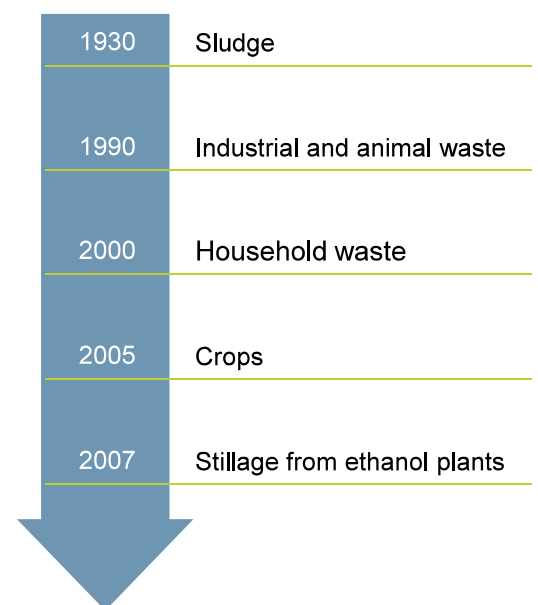 1930 Sludge
1990 Industrial and animal waste
2000 Household waste
2005 Crops
2007 Stillage from ethanol plants